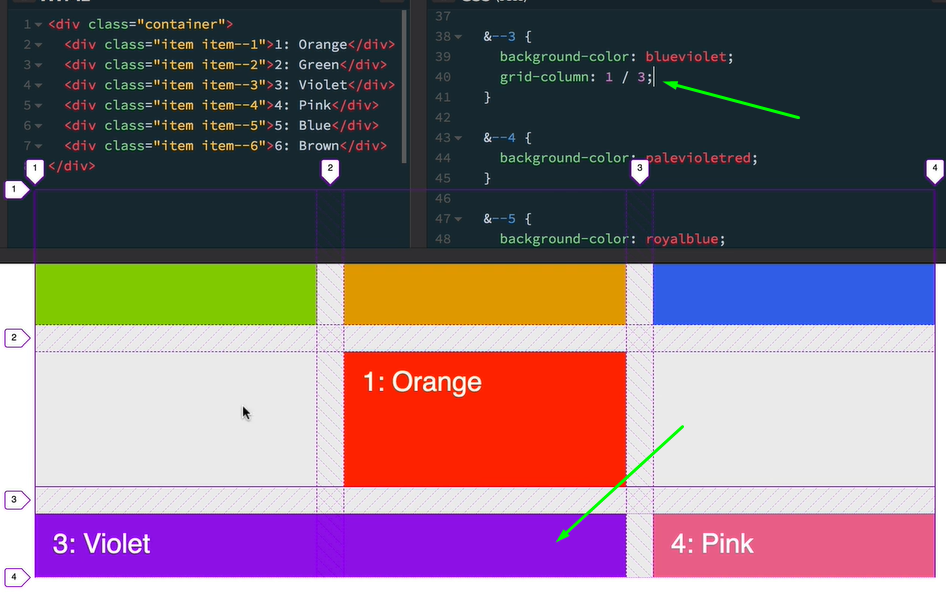 1 <div class="container">
2 <div class="item item--1">1: Orange</div>
3 <div class="item item--2">2: Green</div>
4 <div class="item item--3">3: Violet</div>
5 <div class="item item--4">4: Pink</div>
6 <div class="item item--5">5: Blue</div>
7 <div class="item item--6">6: Brown</div>
</div>
37
38 &--3 {
39 background-color: blueviolet;
40 grid-column: 1 / 3;
41 }
42
43 &--4 {
44 background-color: palevioletred;
45 }
46
47 &--5 {
48 background-color: royalblue;
1 2 3 4
1
2
1: Orange
3
3: Violet
4: Pink
4